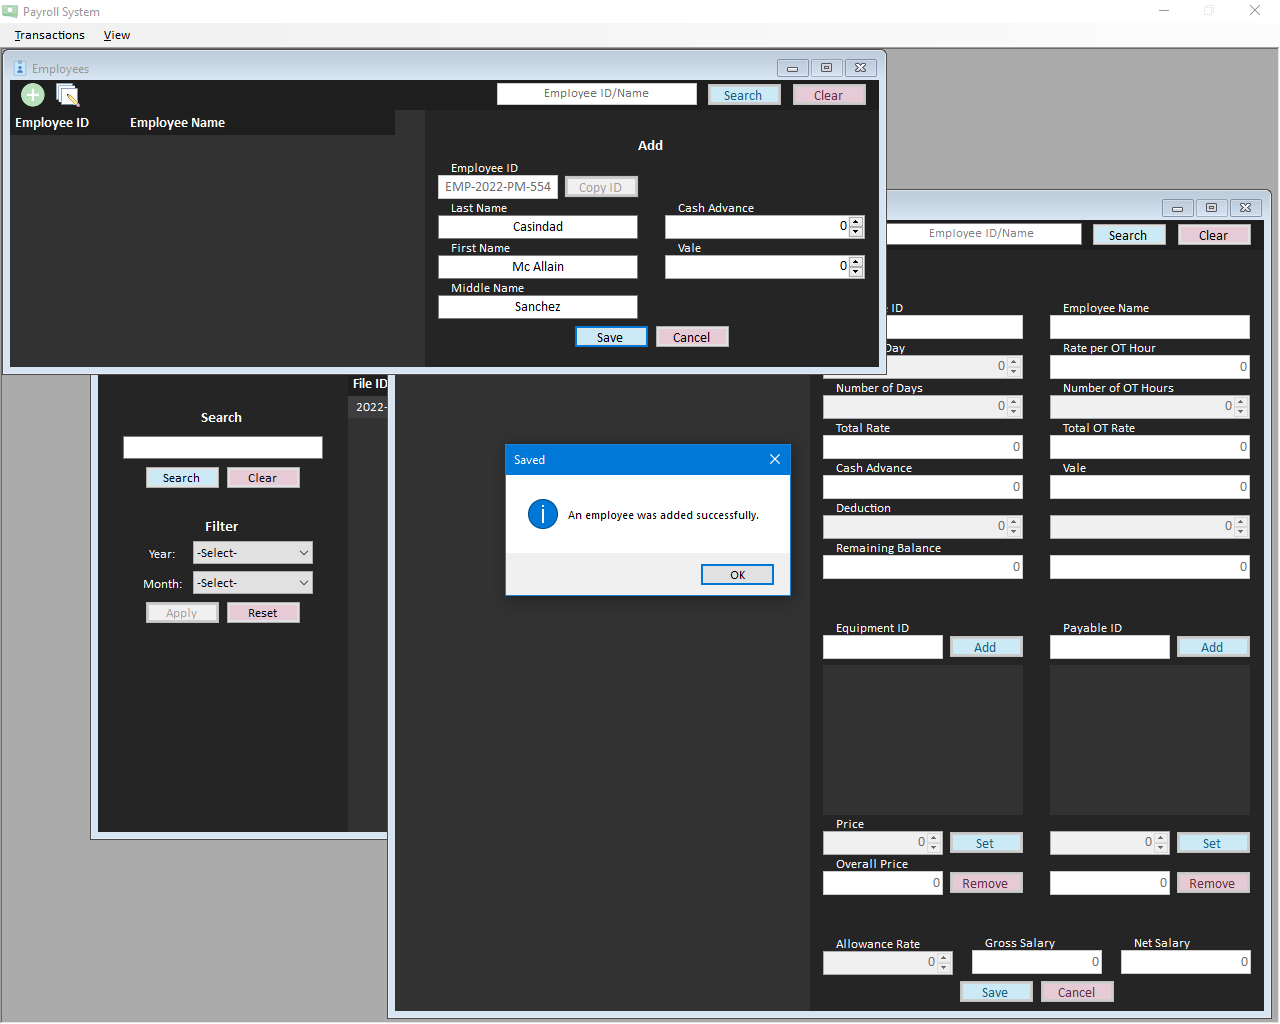 Payroll System
Transactions View
Employees
Employee ID/Name Search Clear
Employee ID Employee Name
Add
Employee ID
EMP-2022-PM-554 Copy ID
Last Name Cash Advance
Casindad 0
First Name Vale
Mc Allain 0
Middle Name
Sanchez
Save Cancel
File ID
2022-
Search
Search Clear
Filter
Year: -Select-
Month: -Select-
Apply Reset
Saved
An employee was added successfully.
OK
Employee ID/Name Search Clear
ID Employee Name
Day Rate per OT Hour
0 0
Number of Days Number of OT Hours
0 0
Total Rate Total OT Rate
0 0
Cash Advance Vale
0 0
Deduction
0 0
Remaining Balance
0 0
Equipment ID Payable ID
Add Add
Price
0 Set 0 Set
Overall Price
0 Remove 0 Remove
Allowance Rate Gross Salary Net Salary
0 0 0
Save Cancel